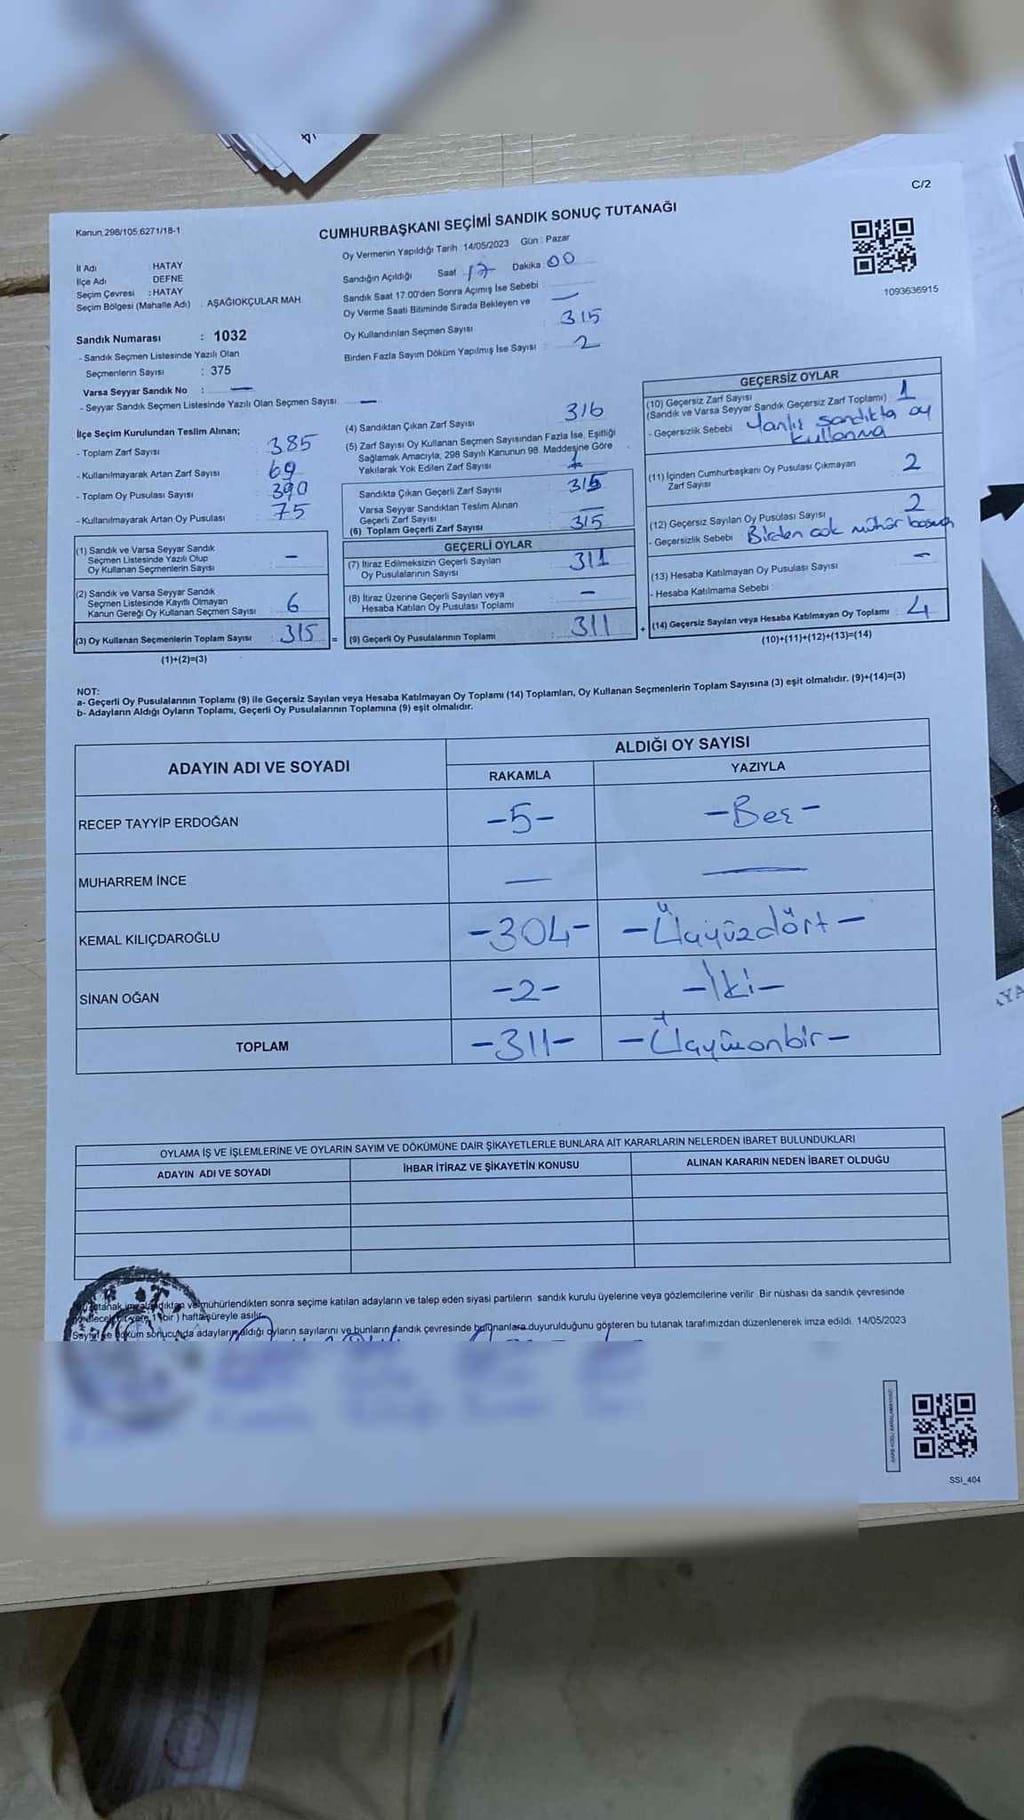 C/2
Kanun,298/105,6271/18-1
CUMHURBAŞKANI SEÇİMİ SANDIK SONUÇ TUTANAĞI
Oy Vermenin Yapıldığı Tarih : 14/05/2023 Gün : Pazar
1093636915
İl Adı : HATAY
İlçe Adı : DEFNE
Seçim Çevresi : HATAY
Seçim Bölgesi (Mahalle Adı) : AŞAĞIOKÇULAR MAH.
Sandık Numarası : 1032
- Sandık Seçmen Listesinde Yazılı Olan
Seçmenlerin Sayısı : 375
Varsa Seyyar Sandık No : —
- Seyyar Sandık Seçmen Listesinde Yazılı Olan Seçmen Sayısı : —
Sandığın Açıldığı Saat : 17 Dakika : 00
Sandık Saat 17:00'den Sonra Açımış İse Sebebi
Oy Verme Saati Bitiminde Sırada Bekleyen ve —
Oy Kullandırılan Seçmen Sayısı 315
Birden Fazla Sayım Döküm Yapılmış İse Sayısı 2
İlçe Seçim Kurulundan Teslim Alınan;
- Toplam Zarf Sayısı 385
- Kullanılmayarak Artan Zarf Sayısı 69
- Toplam Oy Pusulası Sayısı 390
- Kullanılmayarak Artan Oy Pusulası 75
(1) Sandık ve Varsa Seyyar Sandık
Seçmen Listesinde Yazılı Olup
Oy Kullanan Seçmenlerin Sayısı —
(2) Sandık ve Varsa Seyyar Sandık
Seçmen Listesinde Kayıtlı Olmayan
Kanun Gereği Oy Kullanan Seçmen Sayısı 6
(3) Oy Kullanan Seçmenlerin Toplam Sayısı 315 =
(1)+(2)=(3)
(4) Sandıktan Çıkan Zarf Sayısı 316
(5) Zarf Sayısı Oy Kullanan Seçmen Sayısından Fazla İse, Eşitliği
Sağlamak Amacıyla, 298 Sayılı Kanunun 98. Maddesine Göre
Yakılarak Yok Edilen Zarf Sayısı 1
Sandıkta Çıkan Geçerli Zarf Sayısı 315
Varsa Seyyar Sandıktan Teslim Alınan
Geçerli Zarf Sayısı
(6) Toplam Geçerli Zarf Sayısı 315
GEÇERLİ OYLAR
(7) İtiraz Edilmeksizin Geçerli Sayılan
Oy Pusulalarının Sayısı 311
(8) İtiraz Üzerine Geçerli Sayılan veya
Hesaba Katılan Oy Pusulası Toplamı —
(9) Geçerli Oy Pusulalarının Toplamı 311 +
GEÇERSİZ OYLAR
(10) Geçersiz Zarf Sayısı
(Sandık ve Varsa Seyyar Sandık Geçersiz Zarf Toplamı) 1
- Geçersizlik Sebebi : Yanlış sandıkta oy
kullanma
(11) İçinden Cumhurbaşkanı Oy Pusulası Çıkmayan
Zarf Sayısı 2
(12) Geçersiz Sayılan Oy Pusulası Sayısı 2
- Geçersizlik Sebebi : Birden çok mühür
(13) Hesaba Katılmayan Oy Pusulası Sayısı —
- Hesaba Katılmama Sebebi :
(14) Geçersiz Sayılan veya Hesaba Katılmayan Oy Toplamı : 4
(10)+(11)+(12)+(13)=(14)
NOT:
a- Geçerli Oy Pusulalarının Toplamı (9) ile Geçersiz Sayılan veya Hesaba Katılmayan Oy Toplamı (14) Toplamları, Oy Kullanan Seçmenlerin Toplam Sayısına (3) eşit olmalıdır. (9)+(14)=(3)
b- Adayların Aldığı Oyların Toplamı, Geçerli Oy Pusulalarının Toplamına (9) eşit olmalıdır.
ADAYIN ADI VE SOYADI
ALDIĞI OY SAYISI
RAKAMLA YAZIYLA
RECEP TAYYİP ERDOĞAN -5- -Beş-
MUHARREM İNCE — —
KEMAL KILIÇDAROĞLU -304- -Üçyüzdört-
SİNAN OĞAN -2- -İki-
TOPLAM -311- -Üçyüzonbir-
OYLAMA İŞ VE İŞLEMLERİNE VE OYLARIN SAYIM VE DÖKÜMÜNE DAİR ŞİKAYETLERLE BUNLARA AİT KARARLARIN NELERDEN İBARET BULUNDUKLARI
ADAYIN ADI VE SOYADI İHBAR İTİRAZ VE ŞİKAYETİN KONUSU ALINAN KARARIN NEDEN İBARET OLDUĞU
tutanak imzalandıktan ve mühürlendikten sonra seçime katılan adayların ve talep eden siyasi partilerin sandık kurulu üyelerine veya gözlemcilerine verilir. Bir nüshası da sandık çevresinde
1 (bir) hafta süreyle asılır.
Sayım ve döküm sonucunda adayların aldığı oyların sayılarını ve bunların sandık çevresinde bulunanlara duyurulduğunu gösteren bu tutanak tarafımızdan düzenlenerek imza edildi. 14/05/2023
SSI_404